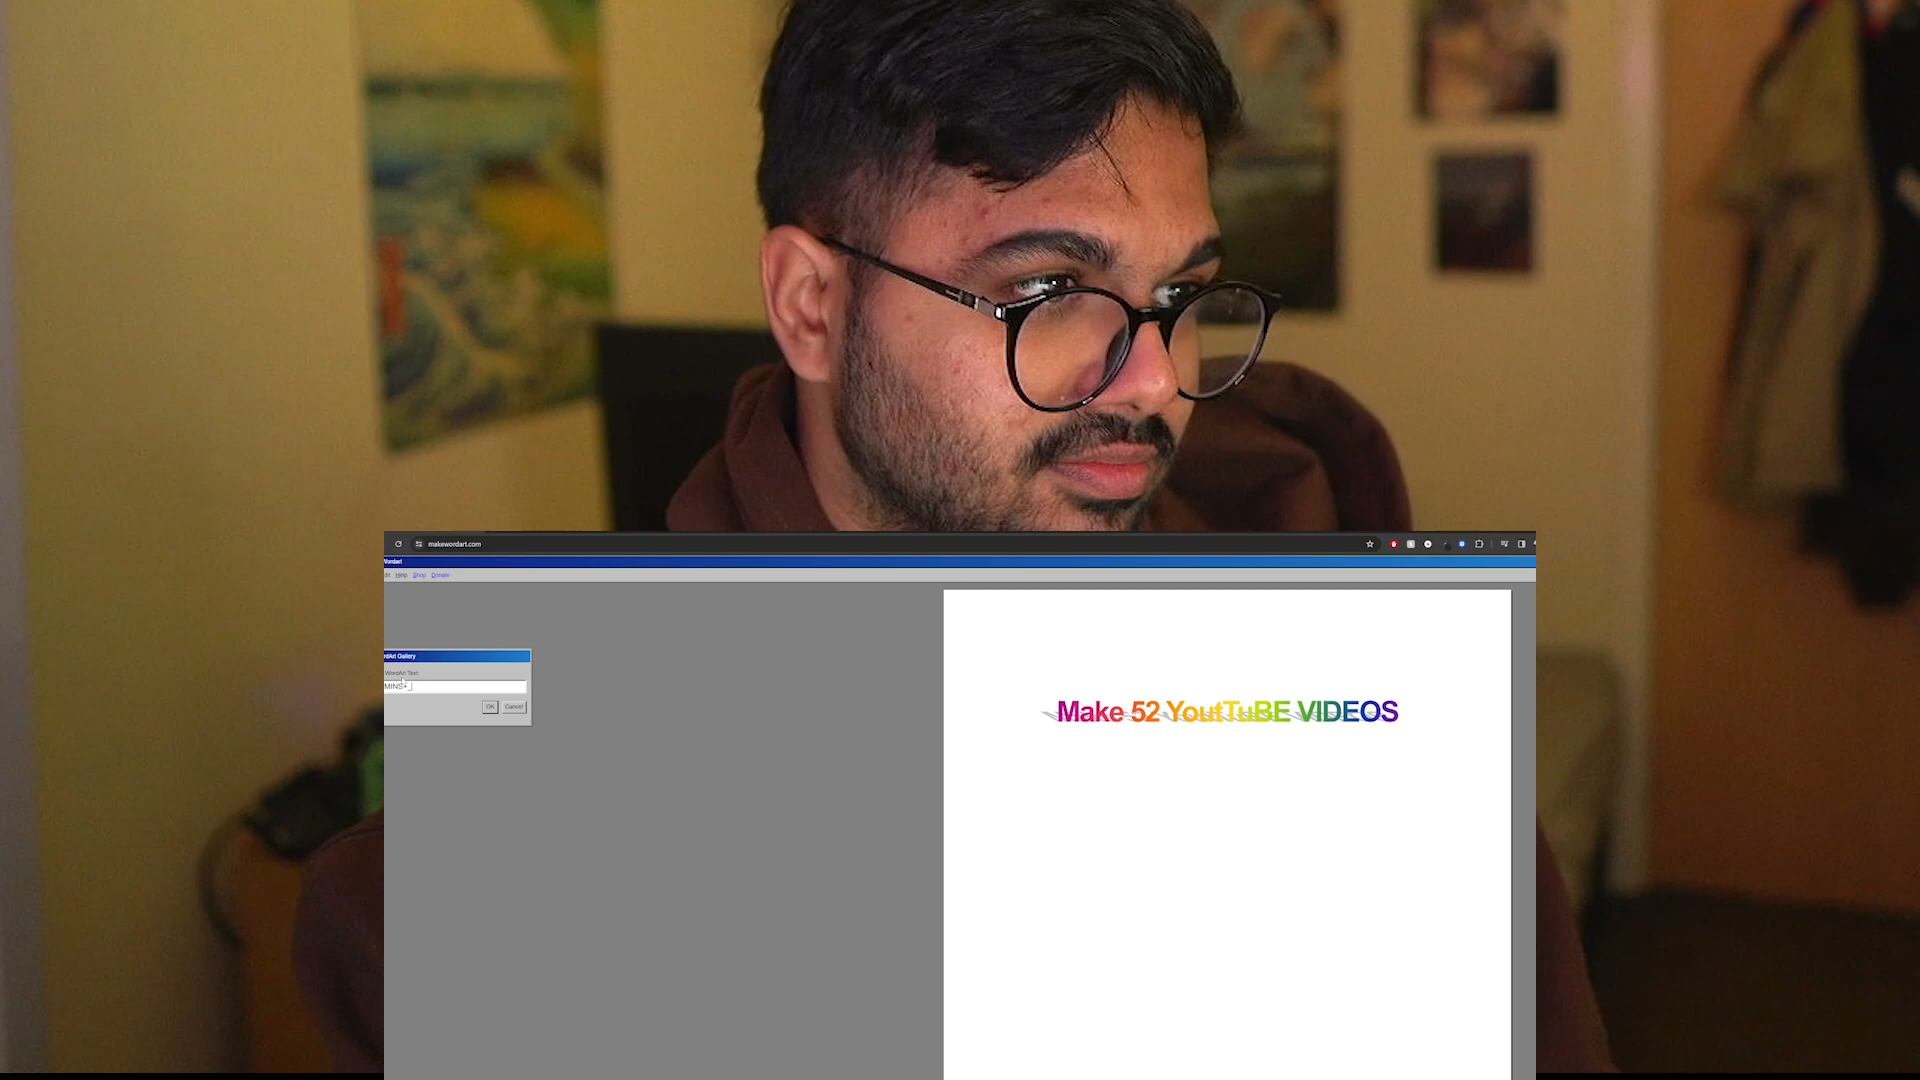 makewordart.com
Help Shop Donate
WordArt Text:
MINS+
OK Cancel
Make 52 YoutTuBE VIDEOS